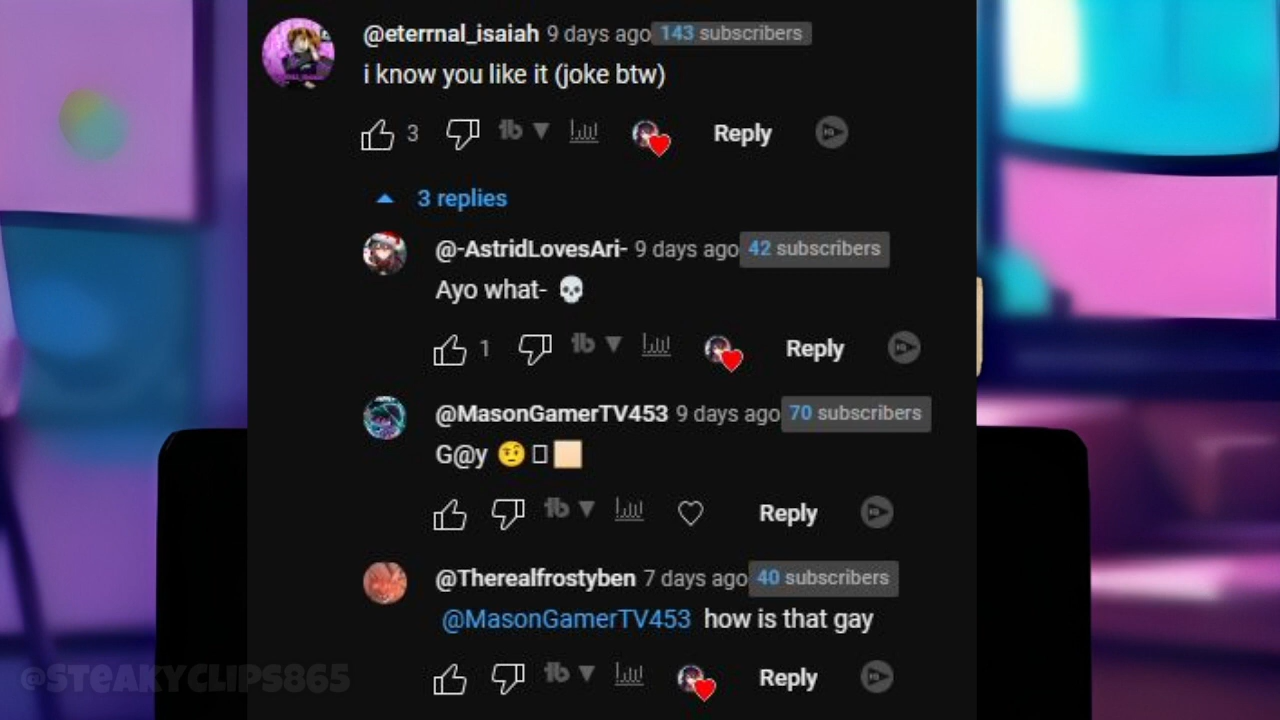 @eterrnal_isaiah 9 days ago 143 subscribers
i know you like it (joke btw)
3 Reply
3 replies
@-AstridLovesAri- 9 days ago 42 subscribers
Ayo what- 💀
1 Reply
@MasonGamerTV453 9 days ago 70 subscribers
G@y 🤨
Reply
@Therealfrostyben 7 days ago 40 subscribers
@MasonGamerTV453 how is that gay
Reply
@STEAKYCLIPS865